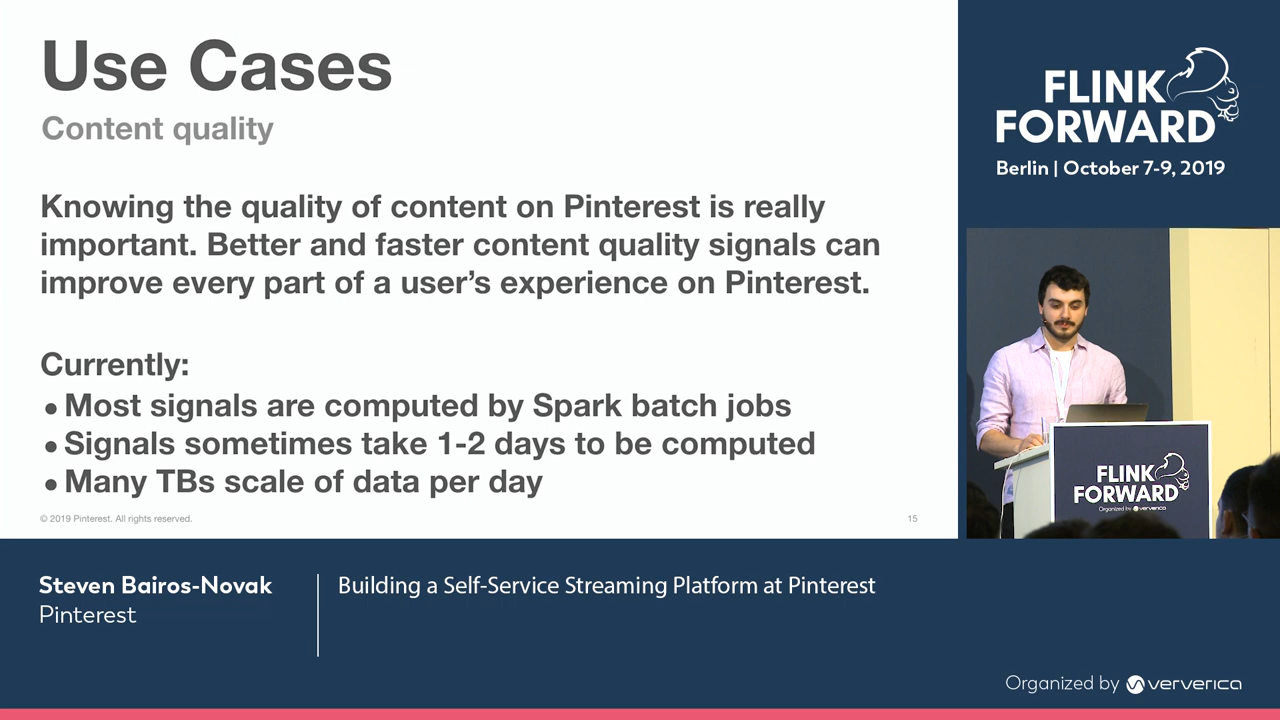 Use Cases
Content quality
Knowing the quality of content on Pinterest is really
important. Better and faster content quality signals can
improve every part of a user’s experience on Pinterest.
Currently:
● Most signals are computed by Spark batch jobs
● Signals sometimes take 1-2 days to be computed
● Many TBs scale of data per day
© 2019 Pinterest. All rights reserved.
15
FLINK
FORWARD
Berlin | October 7-9, 2019
FLINK
FORWARD
Organized by ververica
Steven Bairos-Novak
Pinterest
Building a Self-Service Streaming Platform at Pinterest
Organized by ververica